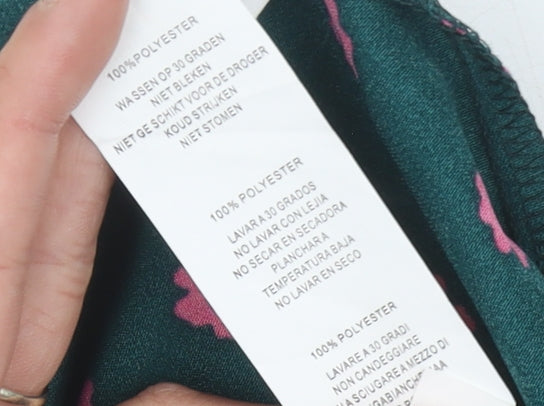 100%POLYESTER
WASSEN OP 30 GRADEN
NIET BLEKEN
NIET GESCHIKT VOOR DE DROGER
KOUD STRIJKEN
NIET STOMEN
100% POLYESTER
LAVAR A 30 GRADOS
NO LAVAR CON LEJIA
NO SECAR EN SECADORA
PLANCHAR A
TEMPERATURA BAJA
NO LAVAR EN SECO
100% POLYESTER
LAVARE A 30 GRADI
NON CANDEGGIARE
A MEZZO DI